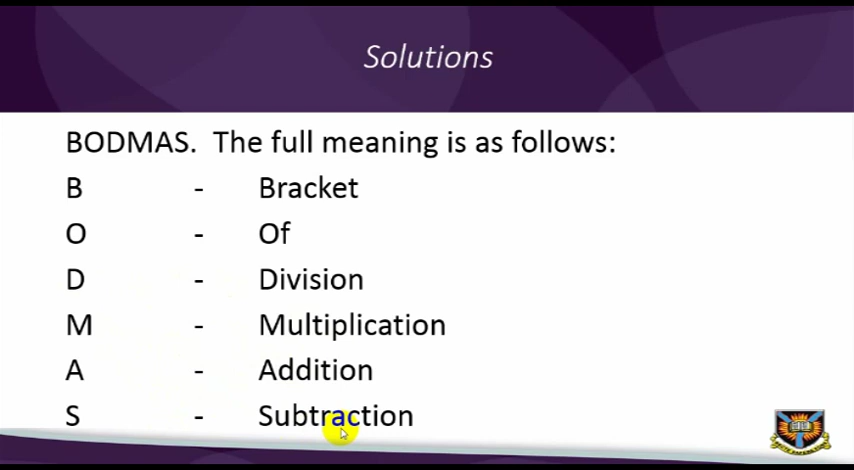 Solutions
BODMAS. The full meaning is as follows:
B - Bracket
O - Of
D - Division
M - Multiplication
A - Addition
S - Subtraction